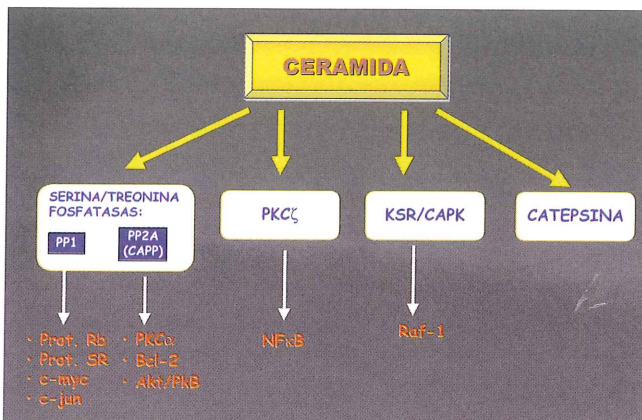 CERAMIDA
SERINA/TREONINA
FOSFATASAS:
PP1
PP2A
(CAPP)
PKCζ
KSR/CAPK
CATEPSINA
· Prot. Rb
· Prot. SR
· c-myc
· c-jun
· PKCα
· Bcl-2
· Akt/PkB
NFκB
Raf-1